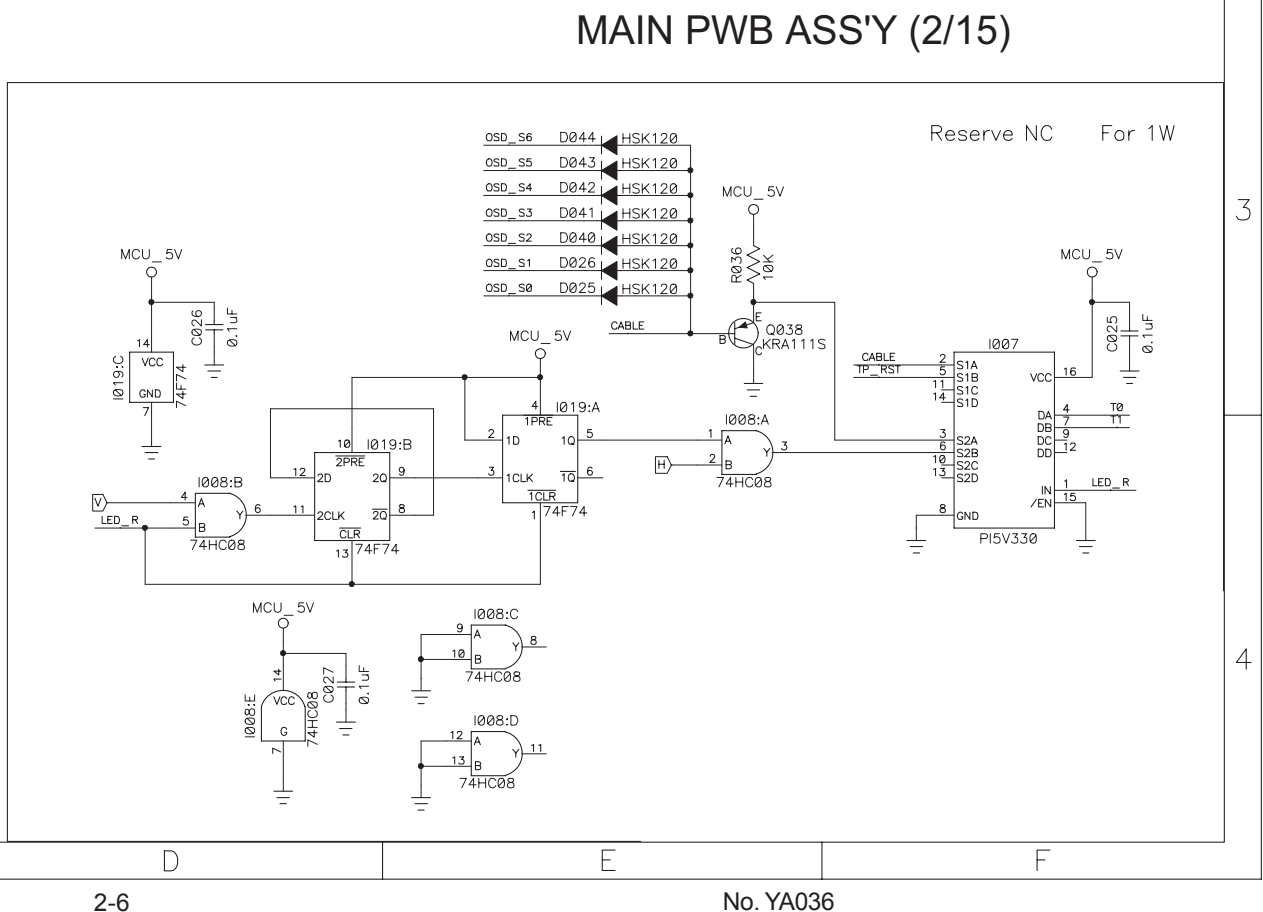 MAIN PWB ASS'Y (2/15)
Reserve NC For 1W
OSD_S6 D044 HSK120
OSD_S5 D043 HSK120
OSD_S4 D042 HSK120
OSD_S3 D041 HSK120
OSD_S2 D040 HSK120
OSD_S1 D026 HSK120
OSD_S0 D025 HSK120
MCU_5V
R036
10K
CABLE
E
B
C
Q038
KRA111S
3
MCU_5V
C026
0.1uF
14
VCC
GND
7
I019:C
74F74
MCU_5V
4
I019:A
1PRE
2 1D 1Q 5
3 1CLK 1Q 6
1CLR
1
74F74
10 I019:B
2PRE
12 2D 2Q 9
11 2CLK 2Q 8
CLR
13
74F74
V
LED_R
I008:B
4 A
5 B
Y 6
74HC08
I008:A
1 A
H 2 B
Y 3
74HC08
MCU_5V
C025
0.1uF
I007
CABLE 2 S1A
TP_RST 5 S1B
11 S1C
14 S1D
3 S2A
6 S2B
10 S2C
13 S2D
8 GND
VCC 16
DA 4 T0
DB 7 T1
DC 9
DD 12
IN 1 LED_R
/EN 15
PI5V330
MCU_5V
C027
0.1uF
14
VCC
G
7
I008:E
74HC08
I008:C
9 A
10 B
Y 8
74HC08
I008:D
12 A
13 B
Y 11
74HC08
4
D E F
2-6 No. YA036